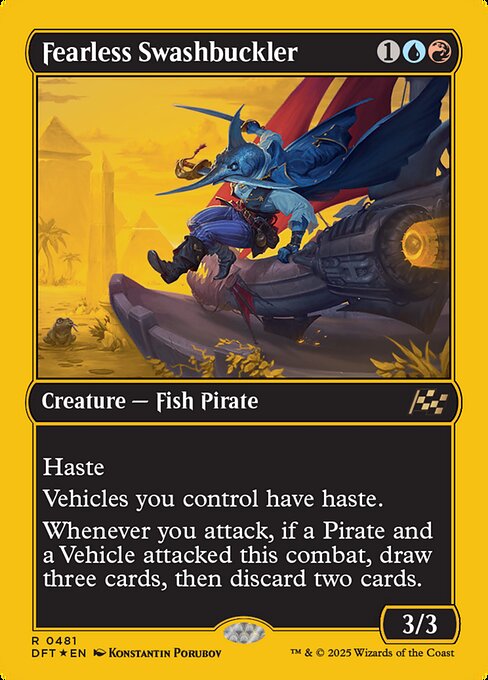 Fearless Swashbuckler 1
Creature — Fish Pirate
Haste
Vehicles you control have haste.
Whenever you attack, if a Pirate and
a Vehicle attacked this combat, draw
three cards, then discard two cards.
3/3
R 0481
DFT★EN Konstantin Porubov
™ & © 2025 Wizards of the Coast